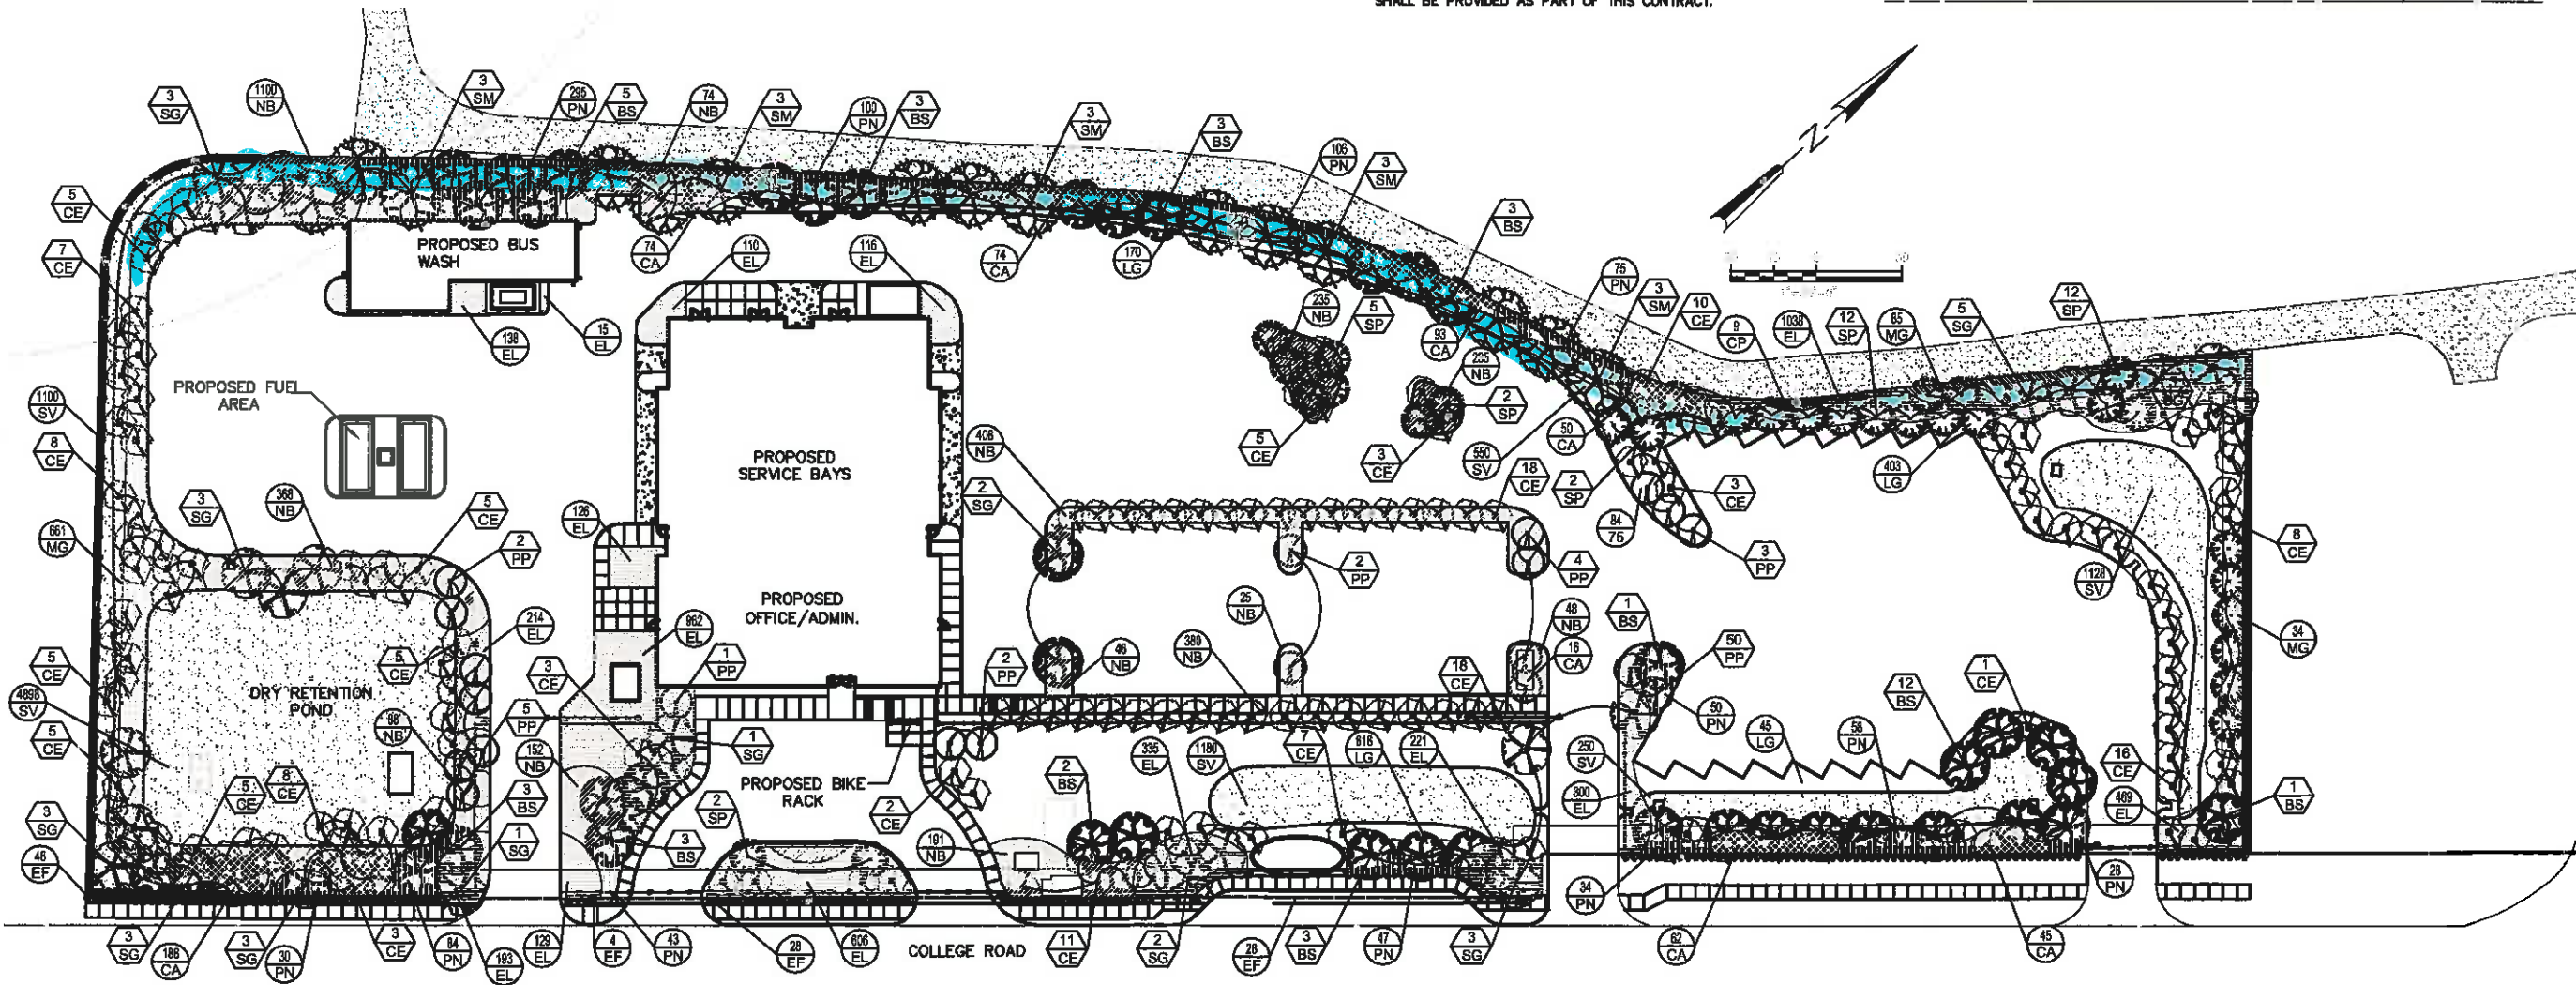 SHALL BE PROVIDED AS PART OF THIS CONTRACT.
3
SG
1100
NB
3
SM
295
PN
5
BS
74
NB
3
SM
100
PN
3
BS
3
SM
3
BS
106
PN
3
SM
3
BS
N
5
CE
7
CE
PROPOSED BUS
WASH
74
CA
110
EL
116
EL
74
CA
170
LG
75
PN
3
SM
10
CE
9
CP
1038
EL
12
SP
65
MG
5
SG
12
SP
138
EL
15
EL
235
NB
5
SP
93
CA
235
NB
2
SP
PROPOSED FUEL
AREA
1100
SV
8
CE
5
CE
3
CE
550
SV
50
CA
2
SP
403
LG
PROPOSED
SERVICE BAYS
406
NB
2
SG
18
CE
3
CE
84
75
3
PP
8
CE
3
SG
368
NB
5
CE
2
PP
126
EL
661
MG
2
PP
4
PP
1128
SV
PROPOSED
OFFICE/ADMIN.
214
EL
962
EL
25
NB
48
NB
1
BS
34
MG
5
CE
5
CE
3
CE
1
PP
2
PP
46
NB
380
NB
18
CE
16
CA
50
PP
12
BS
1
CE
4898
SV
DRY RETENTION
POND
98
NB
5
PP
50
PN
5
CE
152
NB
1
SG
335
EL
1180
SV
7
CE
816
LG
221
EL
250
SV
45
LG
56
PN
16
CE
PROPOSED BIKE
RACK
2
BS
5
CE
8
CE
3
BS
2
SP
2
CE
300
EL
469
EL
1
BS
3
SG
1
SG
3
BS
191
NB
48
EF
34
PN
28
PN
3
SG
186
CA
3
SG
30
PN
3
CE
84
PN
193
EL
129
EL
4
EF
43
PN
28
EF
606
EL
COLLEGE ROAD
11
CE
2
SG
28
EF
3
BS
47
PN
3
SG
62
CA
45
CA